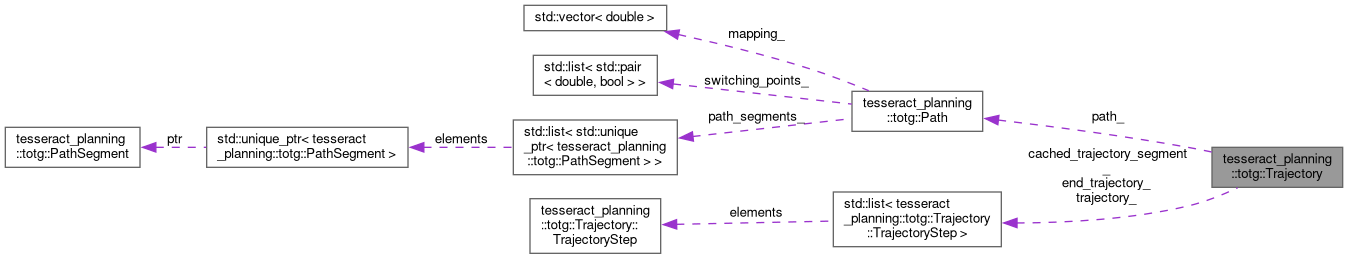 std::vector< double >
mapping_
std::list< std::pair
< double, bool > >
switching_points_
tesseract_planning
::totg::Path
path_
path_segments_
tesseract_planning
::totg::PathSegment
ptr
std::unique_ptr< tesseract
_planning::totg::PathSegment >
elements
std::list< std::unique
_ptr< tesseract_planning
::totg::PathSegment > >
cached_trajectory_segment
_
end_trajectory_
trajectory_
tesseract_planning
::totg::Trajectory
tesseract_planning
::totg::Trajectory::
TrajectoryStep
elements
std::list< tesseract
_planning::totg::Trajectory
::TrajectoryStep >